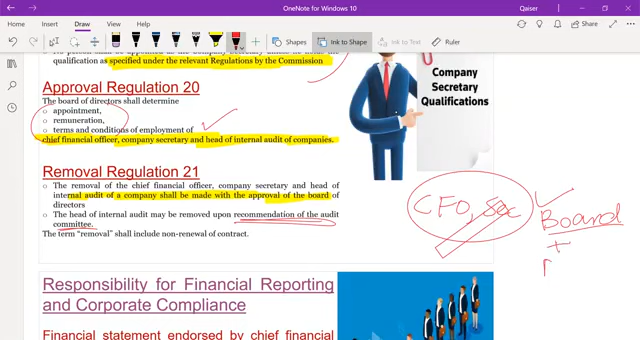 OneNote for Windows 10
Qaiser
Home Insert Draw View Help
Shapes Ink to Shape Ink to Text Ruler
qualification as specified under the relevant Regulations by the Commission
Approval Regulation 20
The board of directors shall determine
o appointment,
o remuneration,
o terms and conditions of employment of
chief financial officer, company secretary and head of internal audit of companies.
Company
Secretary
Qualifications
Removal Regulation 21
o The removal of the chief financial officer, company secretary and head of
internal audit of a company shall be made with the approval of the board of
directors
o The head of internal audit may be removed upon recommendation of the audit
committee.
The term "removal" shall include non-renewal of contract.
CFO, Sec
Board
+
Responsibility for Financial Reporting
and Corporate Compliance
Financial statement endorsed by chief financial